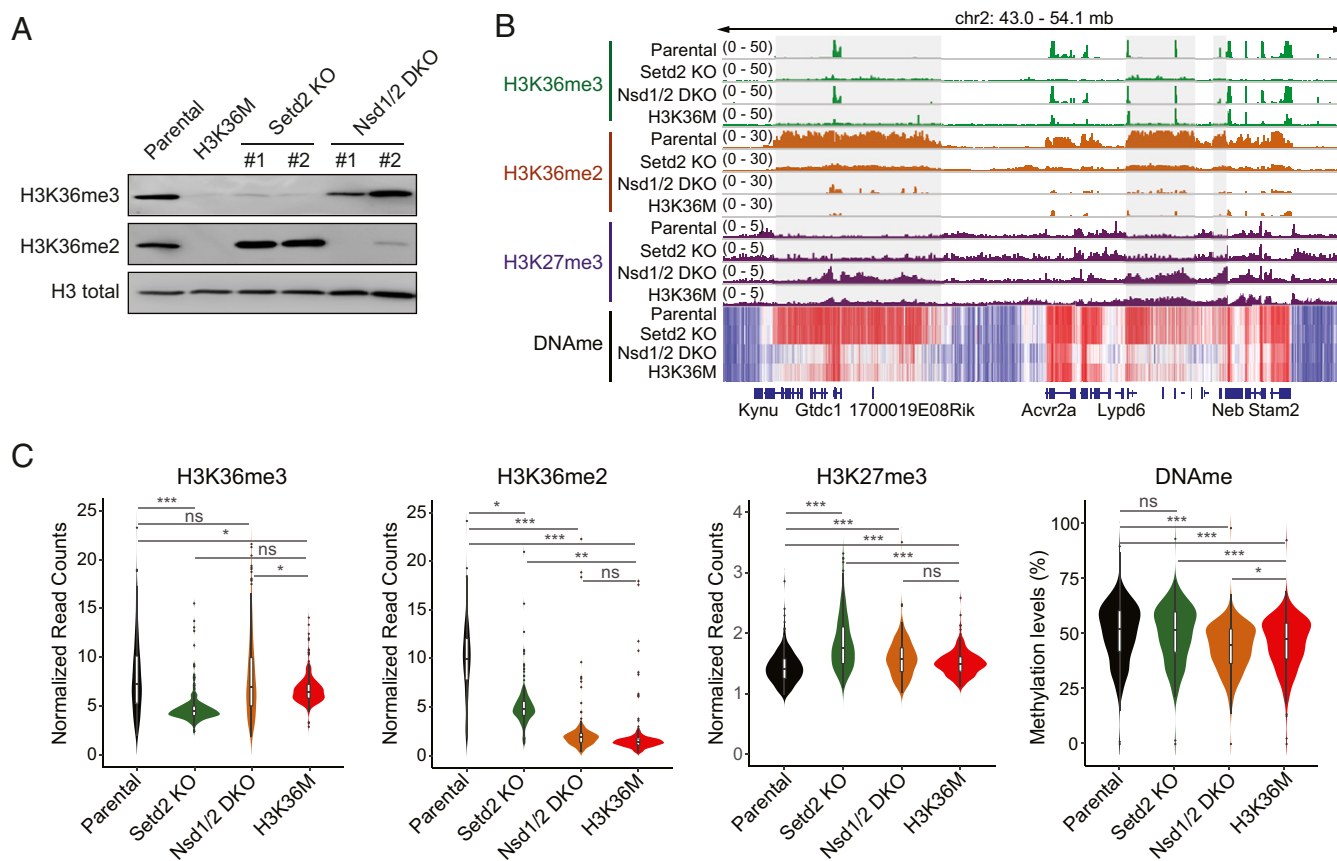 A
Parental
H3K36M
Setd2 KO
Nsd1/2 DKO
#1 #2 #1 #2
H3K36me3
H3K36me2
H3 total
B
chr2: 43.0 - 54.1 mb
H3K36me3
Parental (0 - 50)
Setd2 KO (0 - 50)
Nsd1/2 DKO (0 - 50)
H3K36M (0 - 50)
H3K36me2
Parental (0 - 30)
Setd2 KO (0 - 30)
Nsd1/2 DKO (0 - 30)
H3K36M (0 - 30)
H3K27me3
Parental (0 - 5)
Setd2 KO (0 - 5)
Nsd1/2 DKO (0 - 5)
H3K36M (0 - 5)
DNAme
Parental
Setd2 KO
Nsd1/2 DKO
H3K36M
Kynu Gtdc1 1700019E08Rik Acvr2a Lypd6 Neb Stam2
C
H3K36me3
Normalized Read Counts
25
20
15
10
5
0
***
ns
*
ns
*
Parental
Setd2 KO
Nsd1/2 DKO
H3K36M
H3K36me2
Normalized Read Counts
25
20
15
10
5
0
*
***
***
**
ns
Parental
Setd2 KO
Nsd1/2 DKO
H3K36M
H3K27me3
Normalized Read Counts
4
3
2
1
0
***
***
***
***
ns
Parental
Setd2 KO
Nsd1/2 DKO
H3K36M
DNAme
Methylation levels (%)
100
75
50
25
0
ns
***
***
***
*
Parental
Setd2 KO
Nsd1/2 DKO
H3K36M